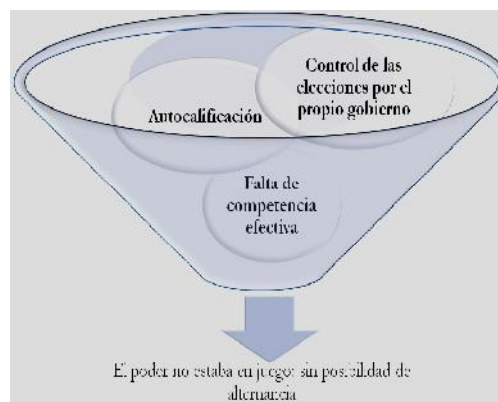 Control de las
elecciones por el
propio gobierno
Autocalificación
Falta de
competencia
efectiva
El poder no estaba en juego: sin posibilidad de
alternancia